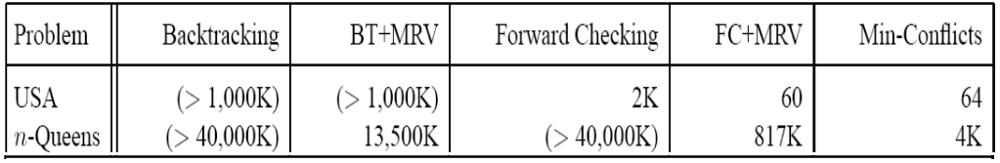 Problem Backtracking BT+MRV Forward Checking FC+MRV Min-Conflicts
USA (> 1,000K) (> 1,000K) 2K 60 64
n-Queens (> 40,000K) 13,500K (> 40,000K) 817K 4K